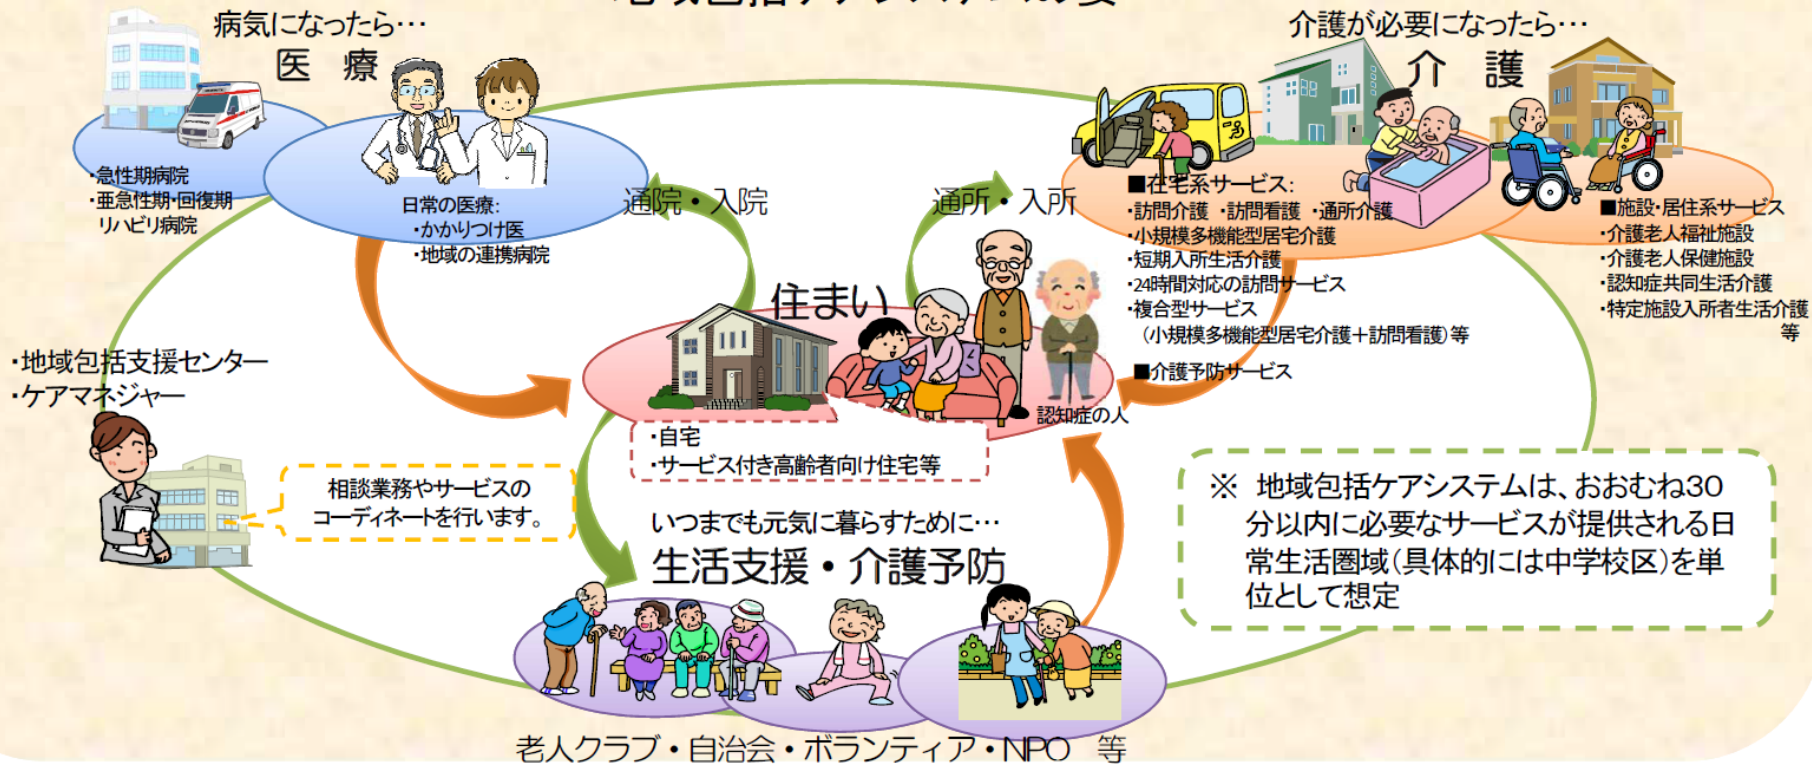 病気になったら…
医 療
・急性期病院
・亜急性期・回復期
リハビリ病院
日常の医療:
・かかりつけ医
・地域の連携病院
通院・入院
介護が必要になったら…
介 護
通所・入所
■在宅系サービス:
・訪問介護 ・訪問看護 ・通所介護
・小規模多機能型居宅介護
・短期入所生活介護
・24時間対応の訪問サービス
・複合型サービス
(小規模多機能型居宅介護+訪問看護)等
■介護予防サービス
■施設・居住系サービス
・介護老人福祉施設
・介護老人保健施設
・認知症共同生活介護
・特定施設入所者生活介護
等
住まい
認知症の人
・自宅
・サービス付き高齢者向け住宅等
・地域包括支援センター
・ケアマネジャー
相談業務やサービスの
コーディネートを行います。
いつまでも元気に暮らすために…
生活支援・介護予防
老人クラブ・自治会・ボランティア・NPO 等
※ 地域包括ケアシステムは、おおむね30
分以内に必要なサービスが提供される日
常生活圏域(具体的には中学校区)を単
位として想定